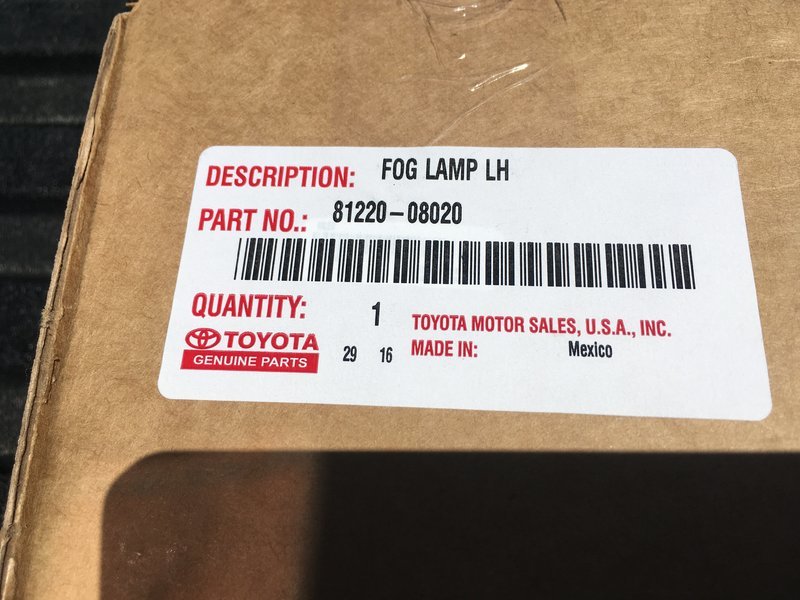 DESCRIPTION: FOG LAMP LH
PART NO.: 81220-08020
QUANTITY: 1
TOYOTA MOTOR SALES, U.S.A., INC.
TOYOTA
GENUINE PARTS
29 16
MADE IN: Mexico